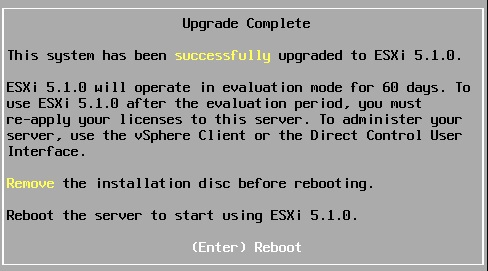 Upgrade Complete
This system has been successfully upgraded to ESXi 5.1.0.
ESXi 5.1.0 will operate in evaluation mode for 60 days. To
use ESXi 5.1.0 after the evaluation period, you must
re-apply your licenses to this server. To administer your
server, use the vSphere Client or the Direct Control User
Interface.
Remove the installation disc before rebooting.
Reboot the server to start using ESXi 5.1.0.
(Enter) Reboot